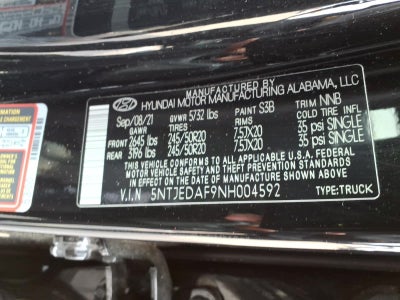 MANUFACTURED BY
HYUNDAI MOTOR MANUFACTURING ALABAMA, LLC
Sep/08/21 GVWR 5732 lbs PAINT S3B TRIM NNB
GAWR TIRES RIMS COLD TIRE INFL
FRONT 2645 lbs 245/50R20 7.5JX20 35 psi SINGLE
REAR 3196 lbs 245/50R20 7.5JX20 35 psi SINGLE
THIS VEHICLE CONFORMS TO ALL APPLICABLE U.S. FEDERAL
MOTOR VEHICLE SAFETY AND THEFT PREVENTION STANDARDS
IN EFFECT ON THE DATE OF MANUFACTURE SHOWN ABOVE.
V.I.N 5NTJEDAF9NH004592 TYPE:TRUCK